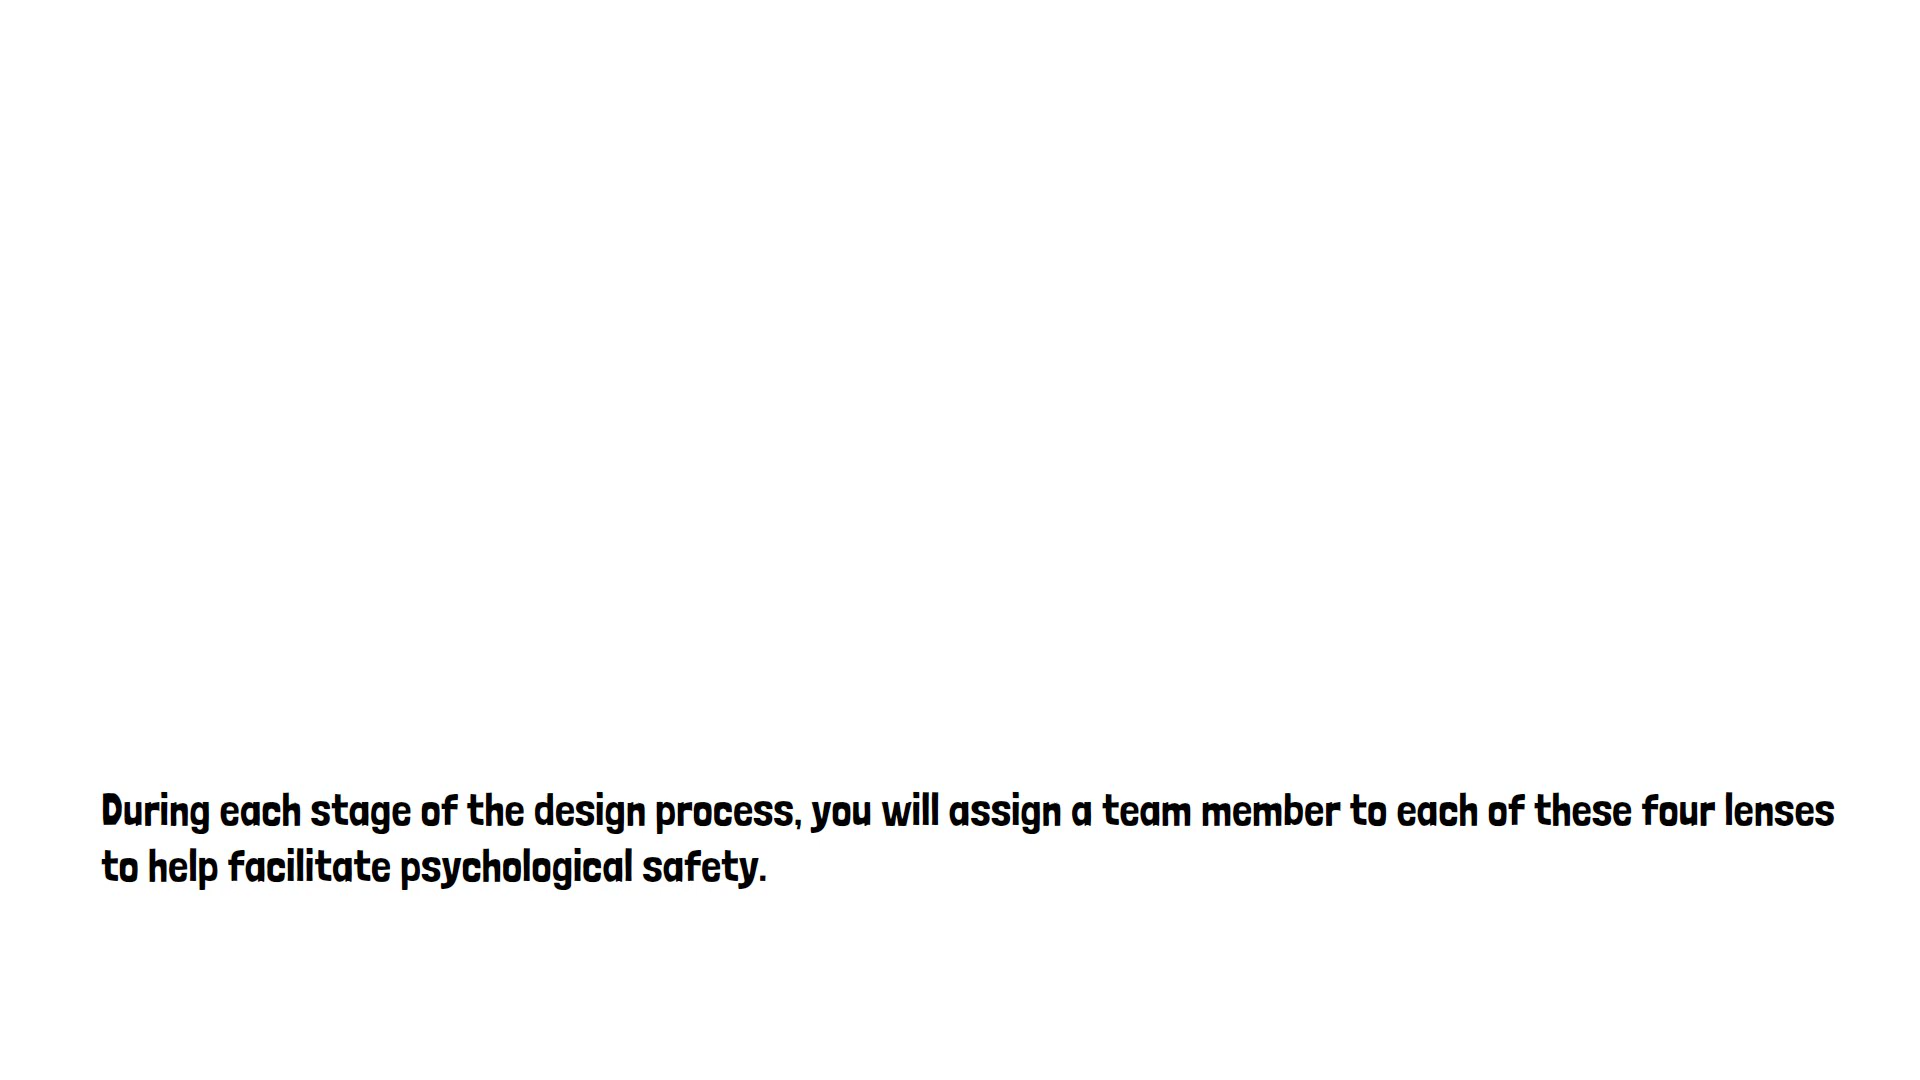 During each stage of the design process, you will assign a team member to each of these four lenses
to help facilitate psychological safety.